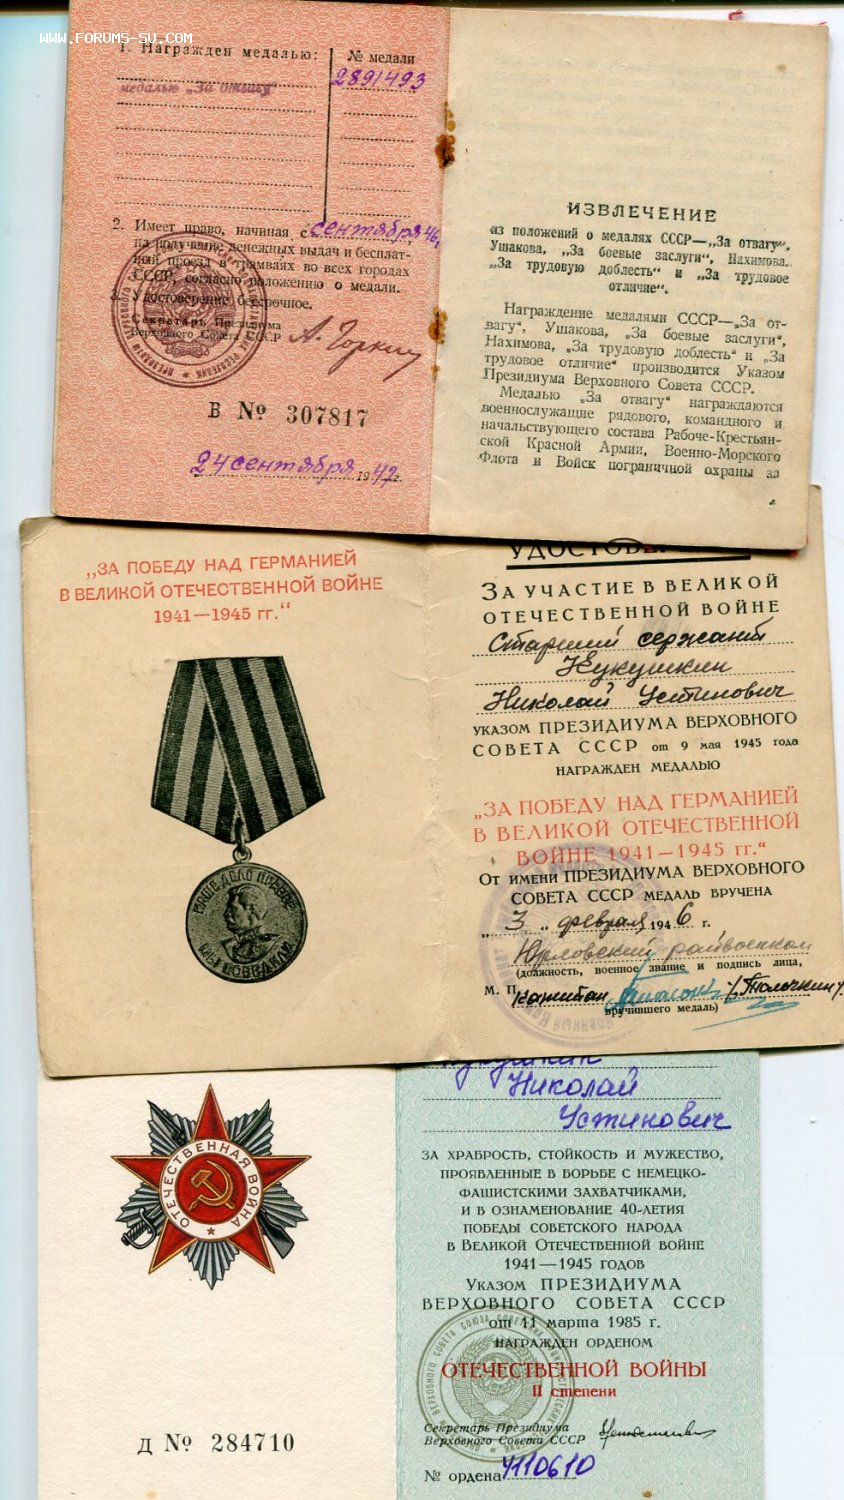 www.forums-su.com
1. Награжден медалью:
№ медали
2891493
медалью „За отвагу"
2. Имеет право, начиная с сентября 46,
на получение денежных выдач и бесплат-
ный проезд в трамваях во всех городах
СССР, согласно положению о медали.
Удостоверение бессрочное.
Секретарь Президиума
Верховного Совета СССР
А. Горкин
В № 307817
24 сентября 1947 г.
ИЗВЛЕЧЕНИЕ
из положений о медалях СССР—„За отвагу",
Ушакова, „За боевые заслуги", Нахимова,
„За трудовую доблесть" и „За трудовое
отличие".
Награждение медалями СССР—„За от-
вагу", Ушакова, „За боевые заслуги",
Нахимова, „За трудовую доблесть" и „За
трудовое отличие" производится Указом
Президиума Верховного Совета СССР.
Медалью „За отвагу" награждаются
военнослужащие рядового, командного и
начальствующего состава Рабоче-Крестьян-
ской Красной Армии, Военно-Морского
Флота и Войск пограничной охраны за
„ЗА ПОБЕДУ НАД ГЕРМАНИЕЙ
В ВЕЛИКОЙ ОТЕЧЕСТВЕННОЙ ВОЙНЕ
1941—1945 гг."
НАШЕ ДЕЛО ПРАВОЕ
МЫ ПОБЕДИЛИ
ЗА УЧАСТИЕ В ВЕЛИКОЙ
ОТЕЧЕСТВЕННОЙ ВОЙНЕ
Старший сержант
Кукушкин
Николай Устинович
УКАЗОМ ПРЕЗИДИУМА ВЕРХОВНОГО
СОВЕТА СССР от 9 мая 1945 года
НАГРАЖДЕН МЕДАЛЬЮ
„ЗА ПОБЕДУ НАД ГЕРМАНИЕЙ
В ВЕЛИКОЙ ОТЕЧЕСТВЕННОЙ
ВОЙНЕ 1941—1945 гг."
ОТ ИМЕНИ ПРЕЗИДИУМА ВЕРХОВНОГО
СОВЕТА СССР МЕДАЛЬ ВРУЧЕНА
„3" февраля 1946 г.
Юрловский райвоенком
(должность, военное звание и подпись лица,
М. П. Капитан
вручившего медаль)
ОТЕЧЕСТВЕННАЯ ВОЙНА
Д № 284710
Кукушкин
Николай
Устинович
ЗА ХРАБРОСТЬ, СТОЙКОСТЬ И МУЖЕСТВО,
ПРОЯВЛЕННЫЕ В БОРЬБЕ С НЕМЕЦКО-
ФАШИСТСКИМИ ЗАХВАТЧИКАМИ,
И В ОЗНАМЕНОВАНИЕ 40-ЛЕТИЯ
ПОБЕДЫ СОВЕТСКОГО НАРОДА
В ВЕЛИКОЙ ОТЕЧЕСТВЕННОЙ ВОЙНЕ
1941—1945 ГОДОВ
УКАЗОМ ПРЕЗИДИУМА
ВЕРХОВНОГО СОВЕТА СССР
от 11 марта 1985 г.
НАГРАЖДЕН ОРДЕНОМ
ОТЕЧЕСТВЕННОЙ ВОЙНЫ
II степени
Секретарь Президиума
Верховного Совета СССР
№ ордена 4110610